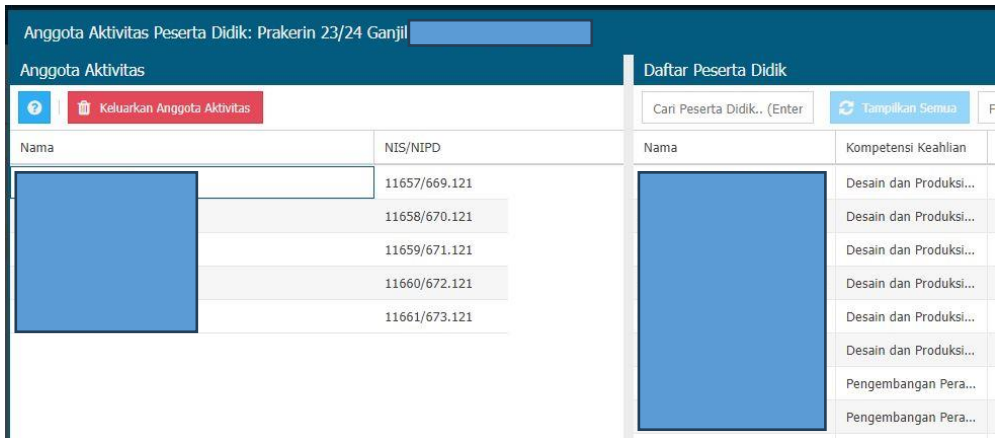 Anggota Aktivitas Peserta Didik: Prakerin 23/24 Ganjil
Anggota Aktivitas
Keluarkan Anggota Aktivitas
Nama NIS/NIPD
11657/669.121
11658/670.121
11659/671.121
11660/672.121
11661/673.121
Daftar Peserta Didik
Cari Peserta Didik.. (Enter Tampilkan Semua
Nama Kompetensi Keahlian
Desain dan Produksi...
Desain dan Produksi...
Desain dan Produksi...
Desain dan Produksi...
Desain dan Produksi...
Desain dan Produksi...
Pengembangan Pera...
Pengembangan Pera...